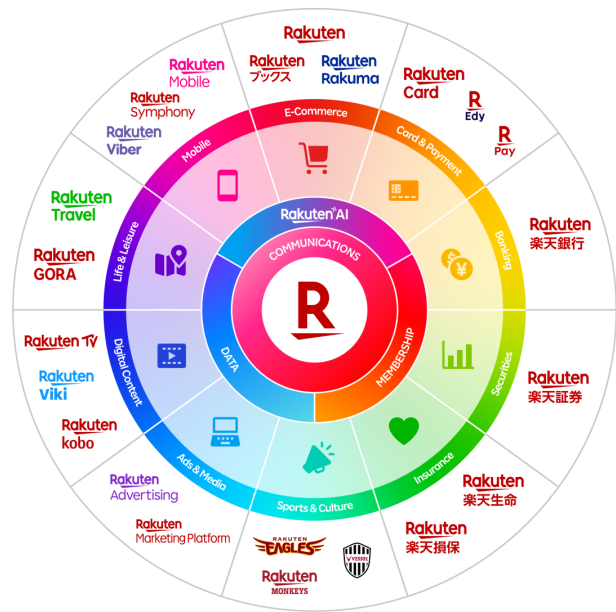 Rakuten
Rakuten
ブックス
Rakuten
Rakuma
Rakuten
Card
R
Edy
R
Pay
Rakuten
楽天銀行
Rakuten
楽天証券
Rakuten
楽天生命
Rakuten
楽天損保
RAKUTEN
EAGLES
VISSEL
Rakuten
MONKEYS
Rakuten
Marketing Platform
Rakuten
Advertising
Rakuten
kobo
Rakuten
Viki
Rakuten TV
Rakuten
GORA
Rakuten
Travel
Rakuten
Viber
Rakuten
Symphony
Rakuten
Mobile
E-Commerce
Card & Payment
Banking
Securities
Insurance
Sports & Culture
Ads & Media
Digital Content
Life & Leisure
Mobile
¥
Rakuten AI
COMMUNICATIONS
MEMBERSHIP
DATA
R